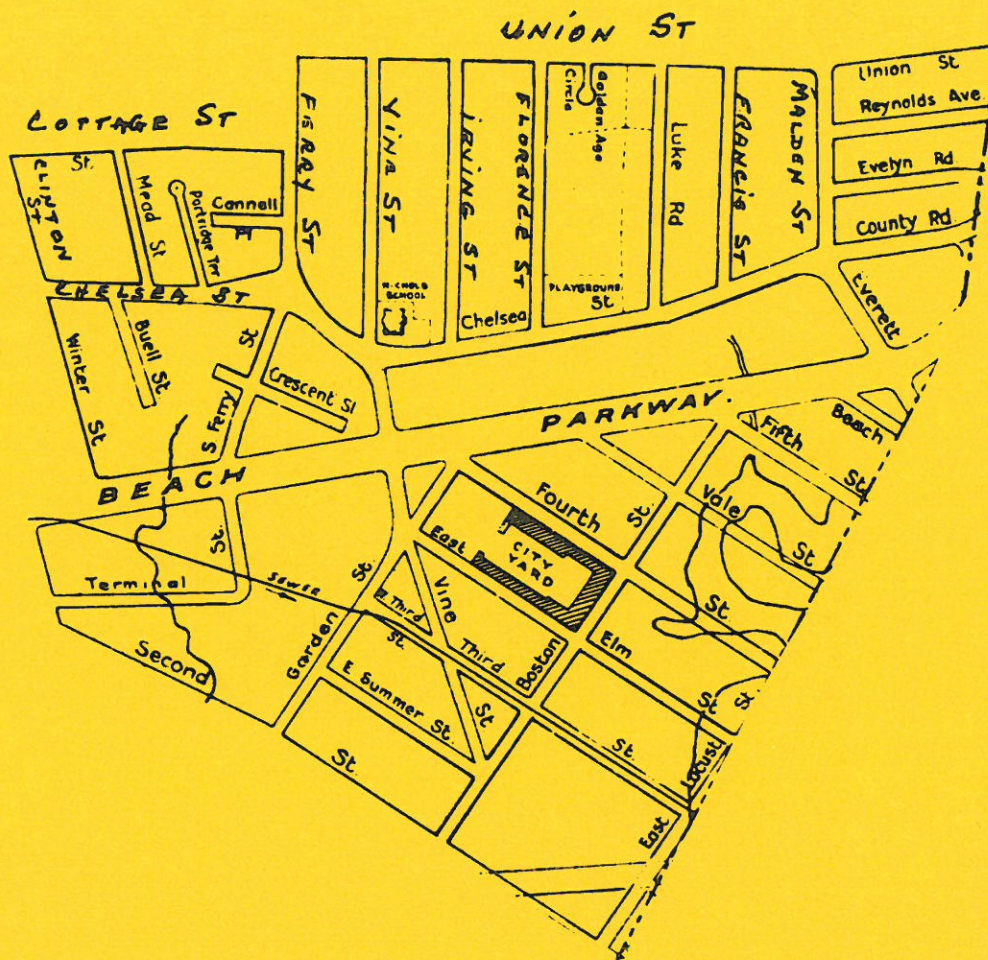 UNION ST
COTTAGE ST
St.
CLINTON ST
Mead St
Partridge Terr
Connell Pl
FERRY ST
VINE ST
IRVING ST
FLORENCE ST
Golden Age Circle
Luke Rd
FRANCIS ST
MALDEN ST
Union St
Reynolds Ave.
Evelyn Rd
County Rd
Everett
NICHOLS SCHOOL
PLAYGROUND
Chelsea St
CHELSEA ST
Winter St
Buell St.
S Ferry St
Crescent St
BEACH PARKWAY.
Beach
Fifth St
Vale St
Fourth St.
CITY YARD
East
Elm St
St
Terminal St.
SEWER
Garden St
E. Third St.
Vine St
Third St.
Boston
E Summer St.
Second St.
Locust St
East